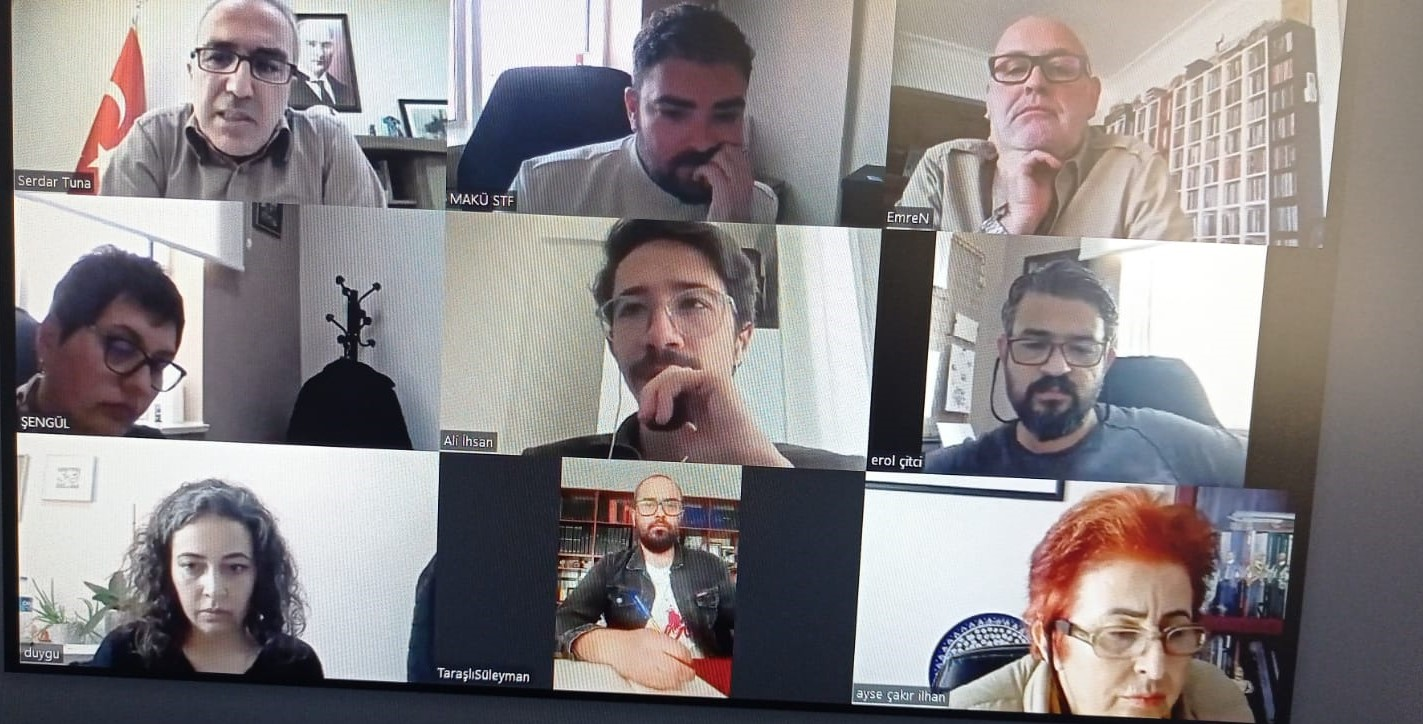 Serdar Tuna
MAKÜ STF
EmreN
ŞENGÜL
Ali İhsan
erol çitci
duygu
TaraşlıSüleyman
ayse çakır ilhan